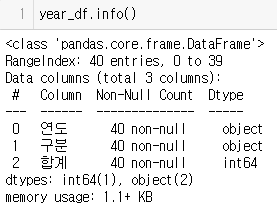 1 year_df.info()
<class 'pandas.core.frame.DataFrame'>
RangeIndex: 40 entries, 0 to 39
Data columns (total 3 columns):
 #   Column  Non-Null Count  Dtype
---  ------  --------------  -----
 0   연도      40 non-null     object
 1   구분      40 non-null     object
 2   합계      40 non-null     int64
dtypes: int64(1), object(2)
memory usage: 1.1+ KB